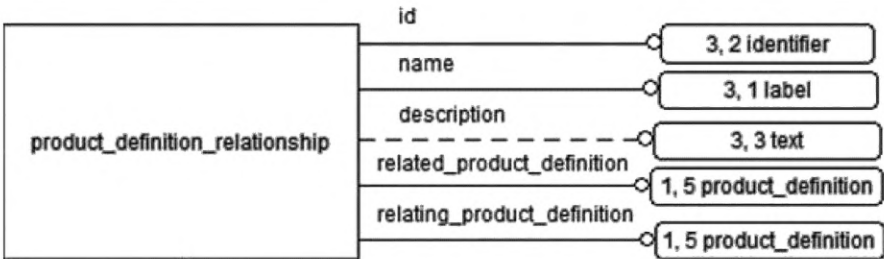 id
3, 2 identifier
name
3, 1 label
description
product_definition_relationship
3, 3 text
related_product_definition
1, 5 product_definition
relating_product_definition
1, 5 product_definition